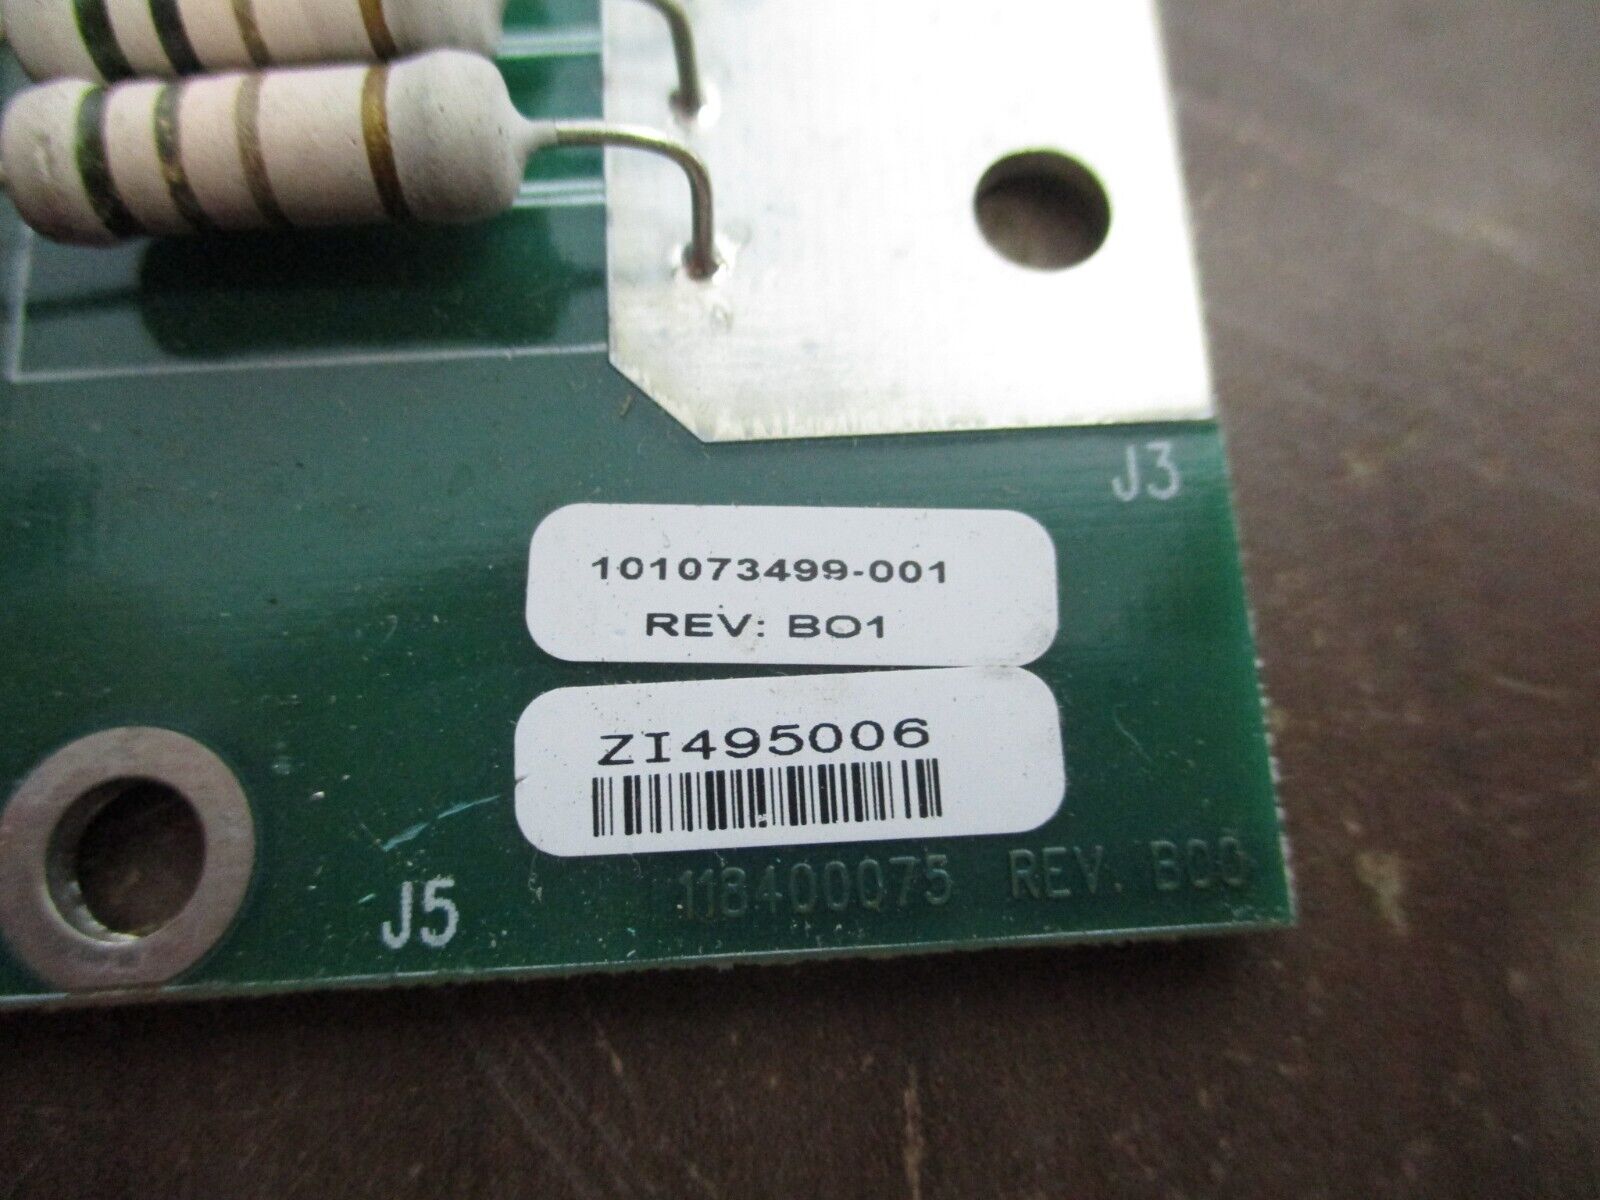 J3
101073499-001
REV: BO1
ZI495006
118400075 REV. B00
J5